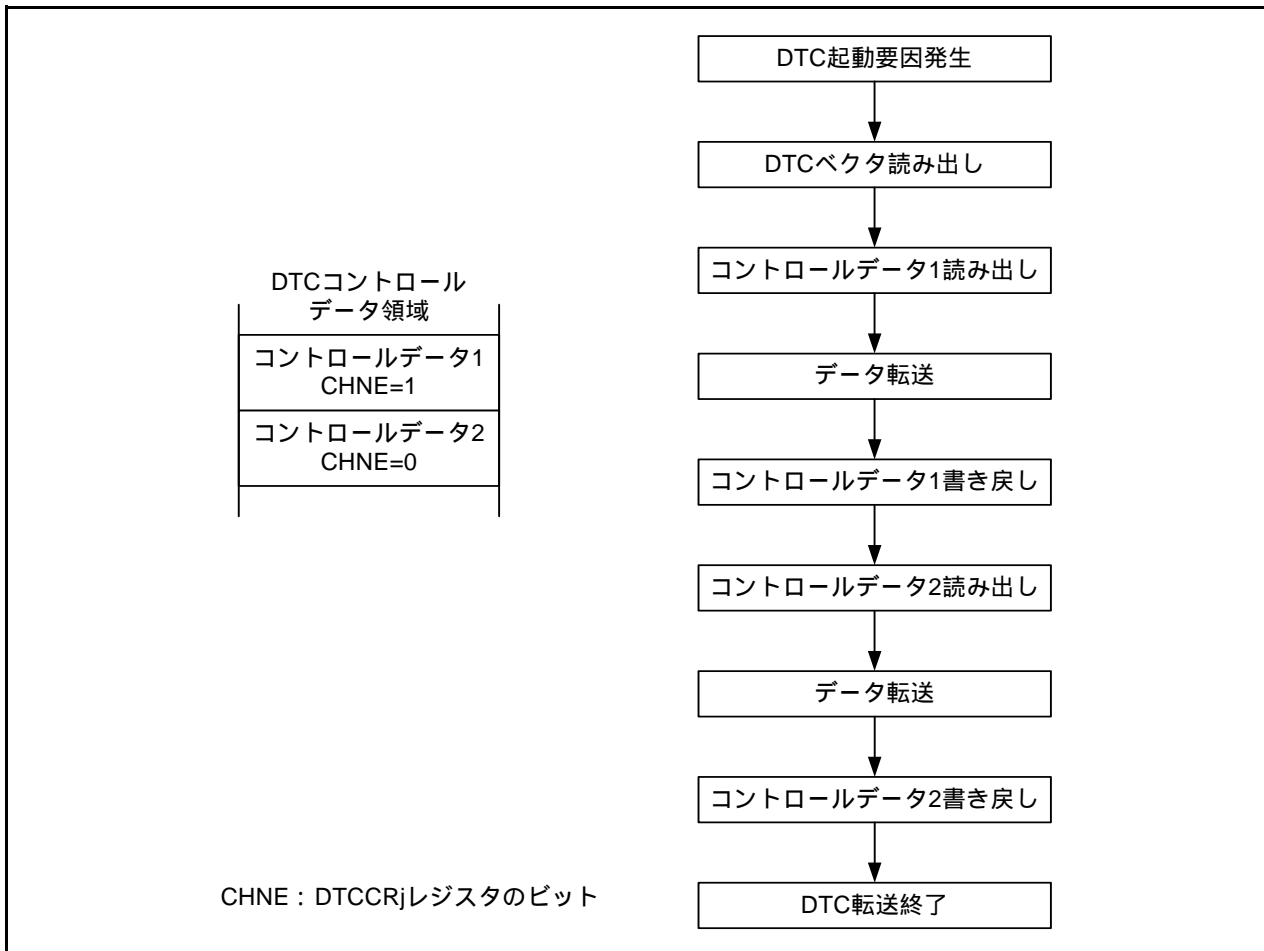 DTC起動要因発生
DTCベクタ読み出し
コントロールデータ1読み出し
データ転送
コントロールデータ1書き戻し
コントロールデータ2読み出し
データ転送
コントロールデータ2書き戻し
DTC転送終了
DTCコントロール
データ領域
コントロールデータ1
CHNE=1
コントロールデータ2
CHNE=0
CHNE：DTCCRjレジスタのビット